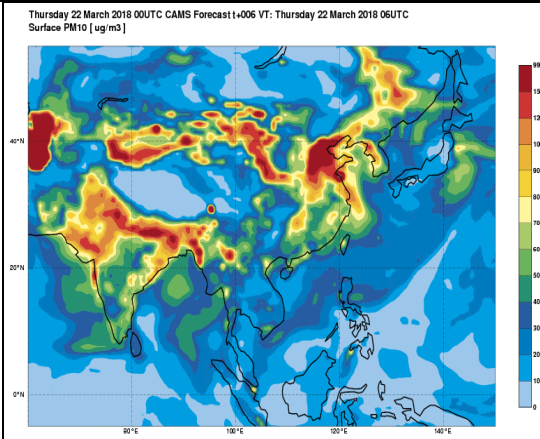 Thursday 22 March 2018 00UTC CAMS Forecast t+006 VT: Thursday 22 March 2018 06UTC
Surface PM10 [ ug/m3 ]
99
15
12
40°N
10
90
80
70
60
20°N
50
40
30
20
0°N
10
0
80°E 100°E 120°E 140°E